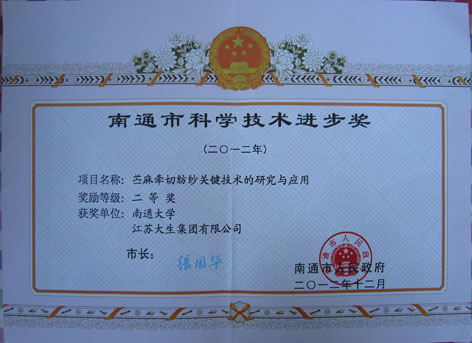 南通市科学技术进步奖
(二〇一二年)
项目名称: 苎麻牵切纺纱关键技术的研究与应用
奖励等级: 二等奖
获奖单位: 南通大学
江苏大生集团有限公司
市长: 张国华
南通市人民政府
二〇一二年十二月